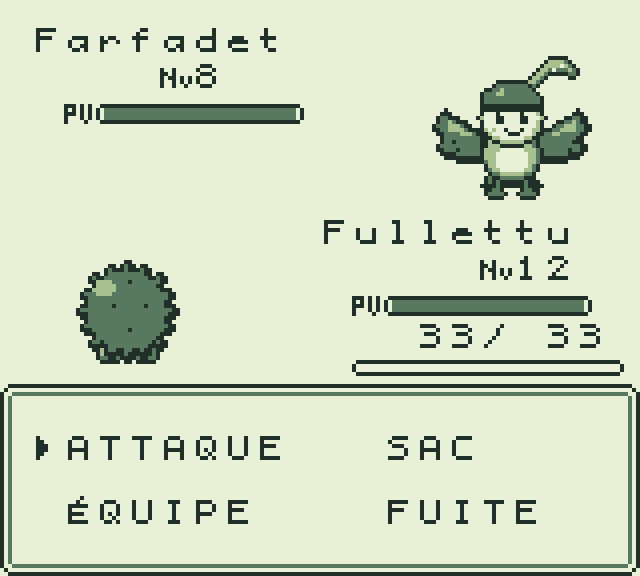 Farfadet
Nv8
PV
Fullettu
Nv12
PV
33/ 33
ATTAQUE SAC
ÉQUIPE FUITE